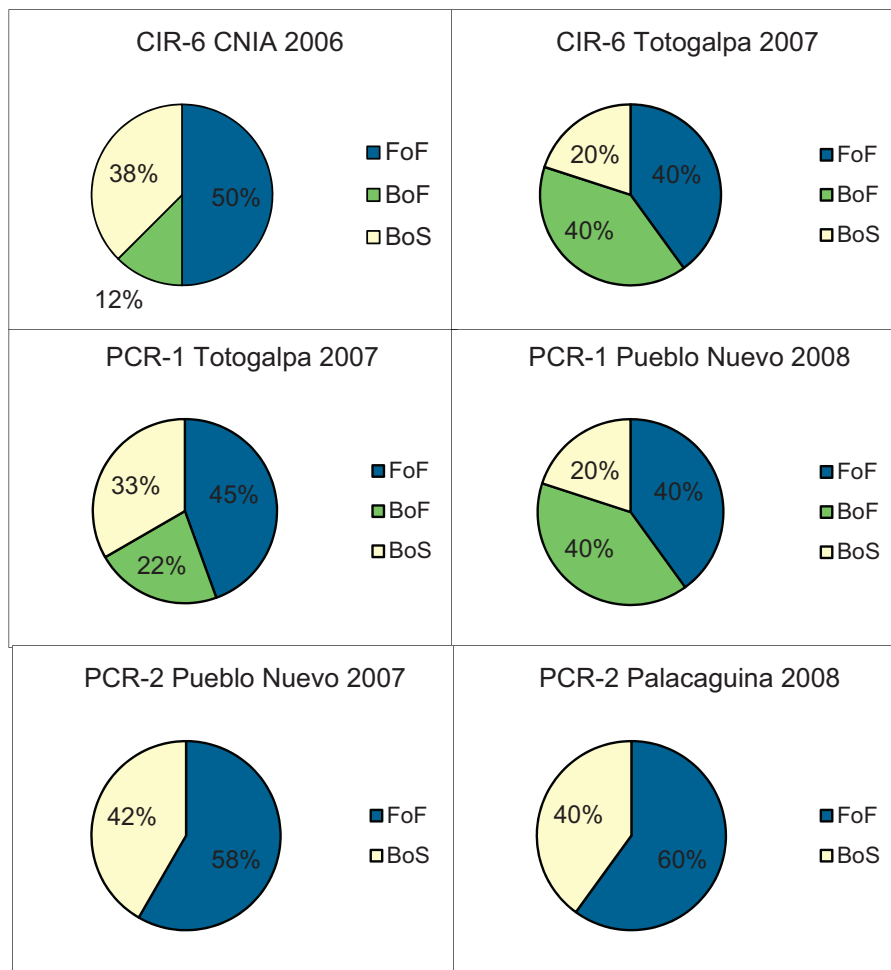 CIR-6 CNIA 2006
38%
50%
12%
FoF
BoF
BoS
CIR-6 Totogalpa 2007
20%
40%
40%
FoF
BoF
BoS
PCR-1 Totogalpa 2007
33%
45%
22%
FoF
BoF
BoS
PCR-1 Pueblo Nuevo 2008
20%
40%
40%
FoF
BoF
BoS
PCR-2 Pueblo Nuevo 2007
42%
58%
FoF
BoS
PCR-2 Palacaguina 2008
40%
60%
FoF
BoS